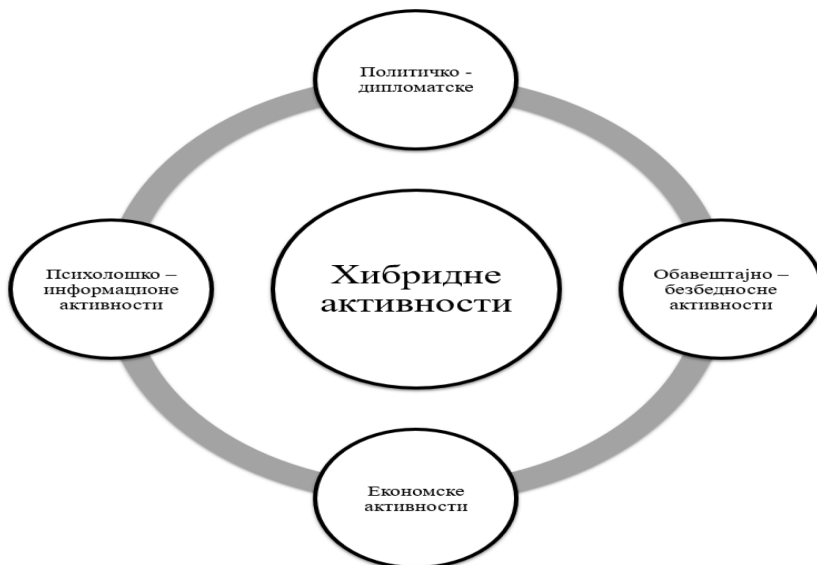 Политичко -
дипломатске
Психолошко –
информационе
активности
Хибридне
активности
Обавештајно –
безбедносне
активности
Економске
активности